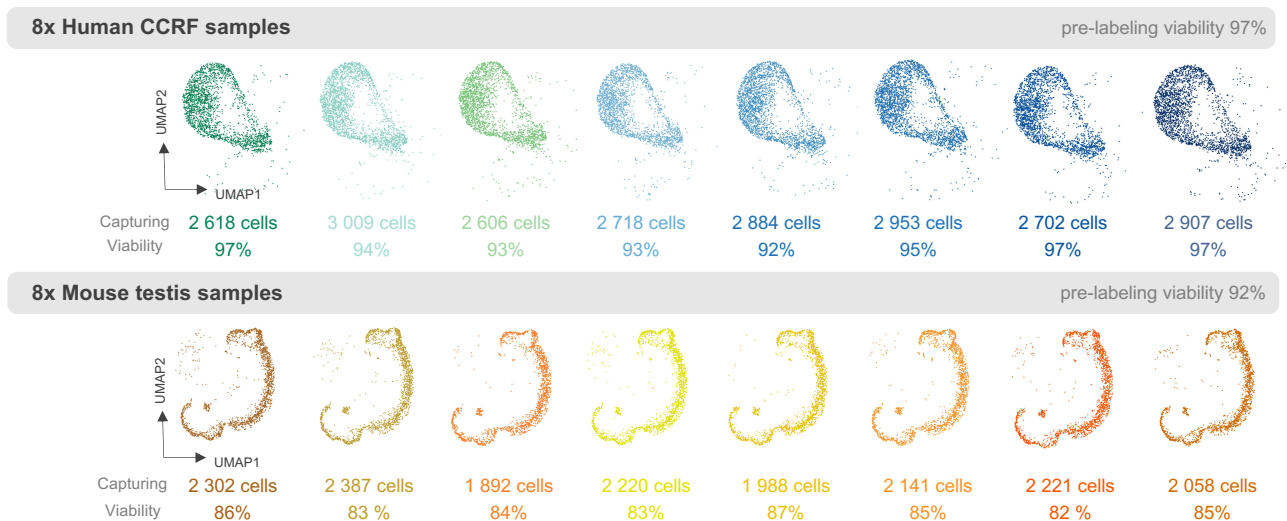 8x Human CCRF samples pre-labeling viability 97%
UMAP2
UMAP1
Capturing 2 618 cells 3 009 cells 2 606 cells 2 718 cells 2 884 cells 2 953 cells 2 702 cells 2 907 cells
Viability 97% 94% 93% 93% 92% 95% 97% 97%
8x Mouse testis samples pre-labeling viability 92%
UMAP2
UMAP1
Capturing 2 302 cells 2 387 cells 1 892 cells 2 220 cells 1 988 cells 2 141 cells 2 221 cells 2 058 cells
Viability 86% 83 % 84% 83% 87% 85% 82 % 85%